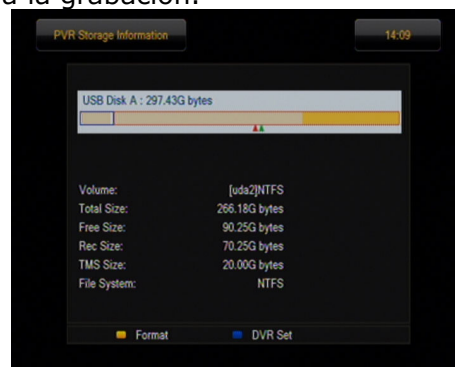 a la grabación.
PVR Storage Information 14:09
USB Disk A : 297.43G bytes
Volume: [uda2]NTFS
Total Size: 266.18G bytes
Free Size: 90.25G bytes
Rec Size: 70.25G bytes
TMS Size: 20.00G bytes
File System: NTFS
Format DVR Set